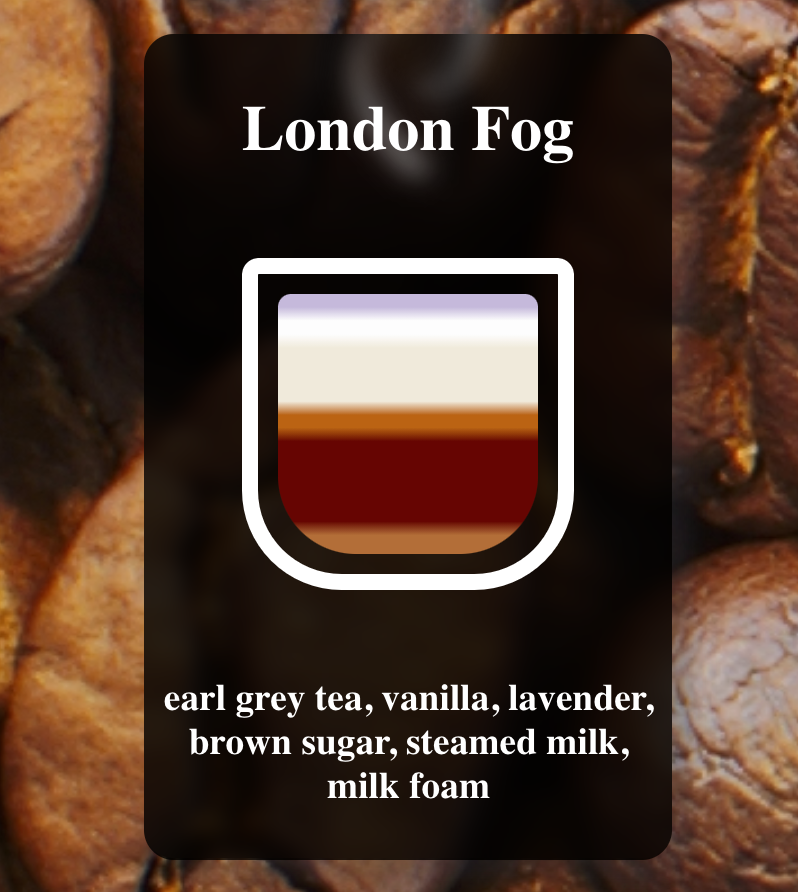 London Fog
earl grey tea, vanilla, lavender,
brown sugar, steamed milk,
milk foam